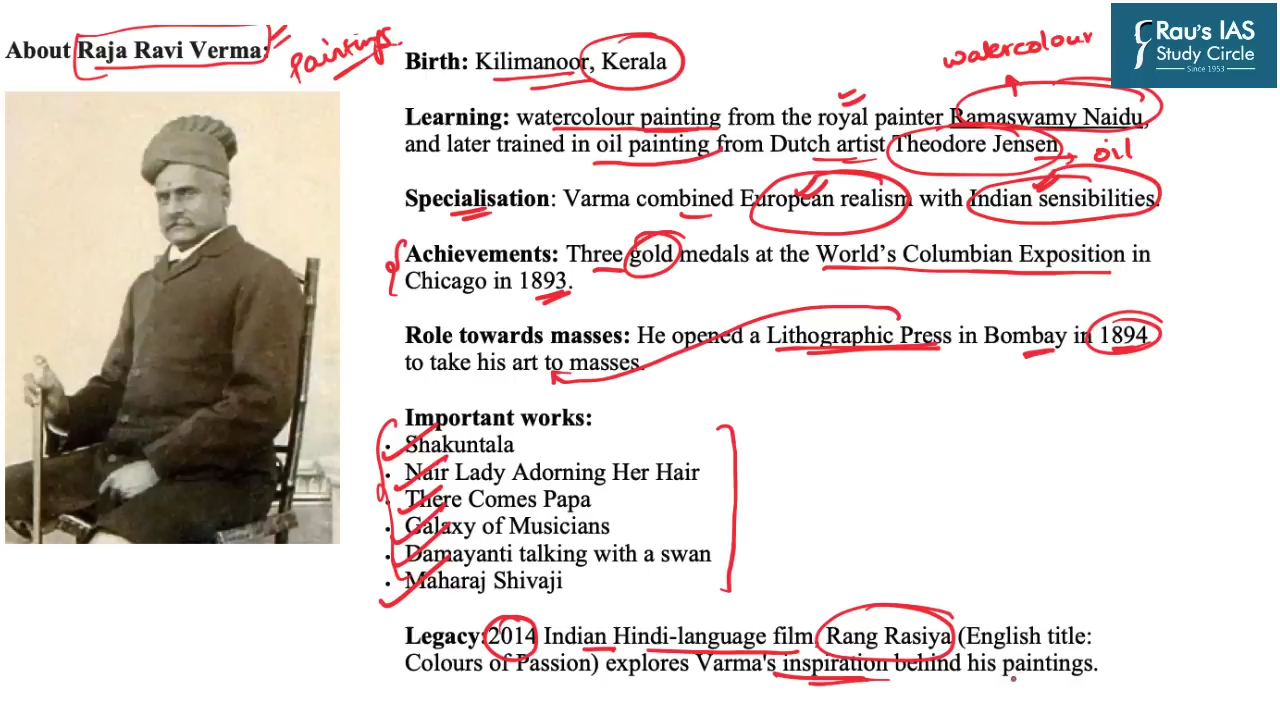 About Raja Ravi Verma:
Paintings
Rau's IAS
Study Circle
Since 1953
watercolour
Birth: Kilimanoor, Kerala
Learning: watercolour painting from the royal painter Ramaswamy Naidu,
and later trained in oil painting from Dutch artist Theodore Jensen
oil
Specialisation: Varma combined European realism with Indian sensibilities.
Achievements: Three gold medals at the World's Columbian Exposition in
Chicago in 1893.
Role towards masses: He opened a Lithographic Press in Bombay in 1894
to take his art to masses.
Important works:
• Shakuntala
• Nair Lady Adorning Her Hair
• There Comes Papa
• Galaxy of Musicians
• Damayanti talking with a swan
• Maharaj Shivaji
Legacy: 2014 Indian Hindi-language film, Rang Rasiya (English title:
Colours of Passion) explores Varma's inspiration behind his paintings.